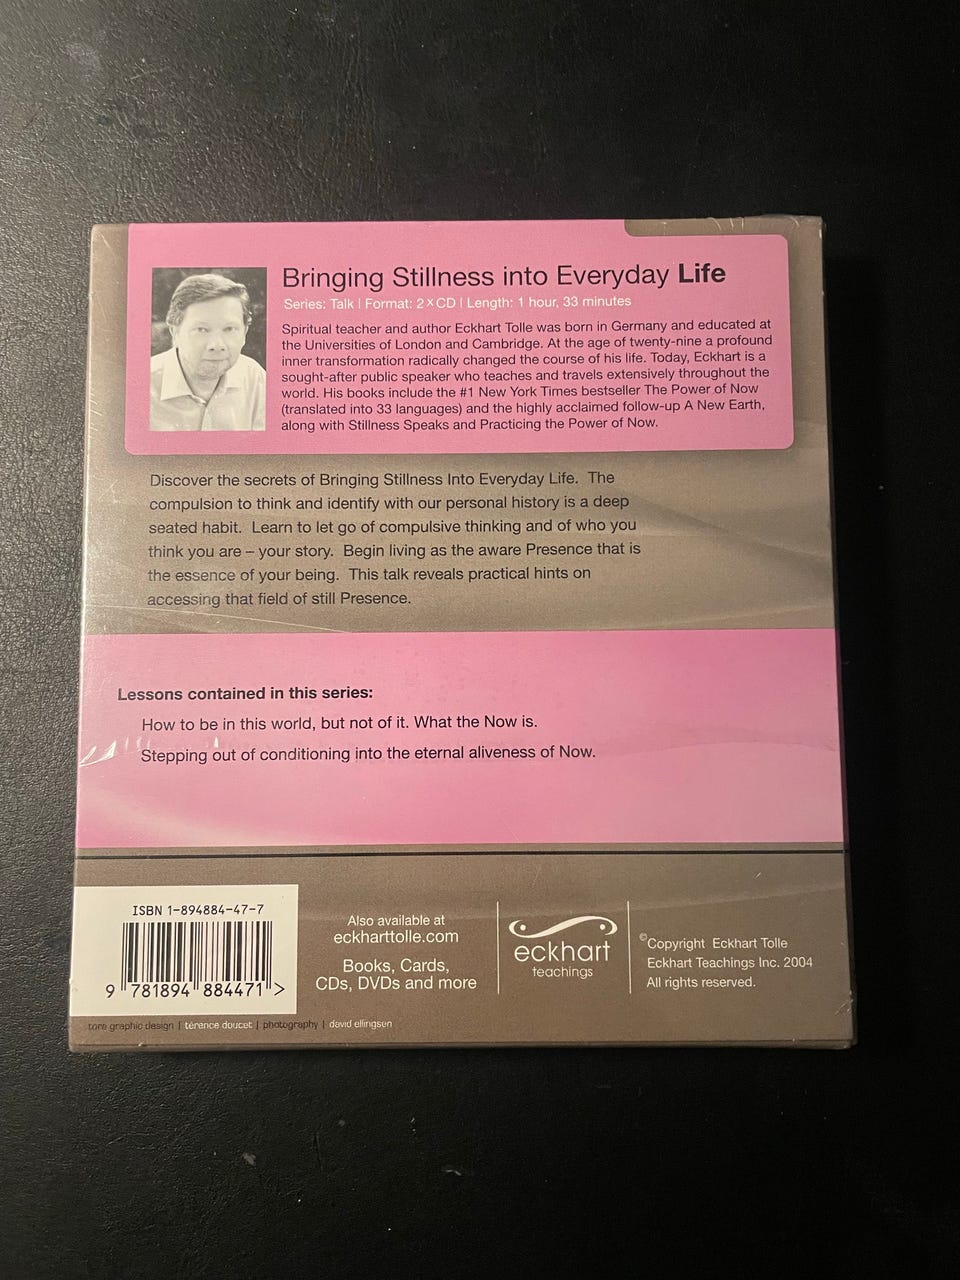 Bringing Stillness into Everyday Life
Series: Talk | Format: 2 x CD | Length: 1 hour, 33 minutes
Spiritual teacher and author Eckhart Tolle was born in Germany and educated at
the Universities of London and Cambridge. At the age of twenty-nine a profound
inner transformation radically changed the course of his life. Today, Eckhart is a
sought-after public speaker who teaches and travels extensively throughout the
world. His books include the #1 New York Times bestseller The Power of Now
(translated into 33 languages) and the highly acclaimed follow-up A New Earth,
along with Stillness Speaks and Practicing the Power of Now.
Discover the secrets of Bringing Stillness Into Everyday Life. The
compulsion to think and identify with our personal history is a deep
seated habit. Learn to let go of compulsive thinking and of who you
think you are – your story. Begin living as the aware Presence that is
the essence of your being. This talk reveals practical hints on
accessing that field of still Presence.
Lessons contained in this series:
How to be in this world, but not of it. What the Now is.
Stepping out of conditioning into the eternal aliveness of Now.
ISBN 1-894884-47-7
9 781894 884471 >
Also available at
eckharttolle.com
Books, Cards,
CDs, DVDs and more
eckhart
teachings
©Copyright Eckhart Tolle
Eckhart Teachings Inc. 2004
All rights reserved.
tore graphic design | térence doucet | photography | david ellingsen